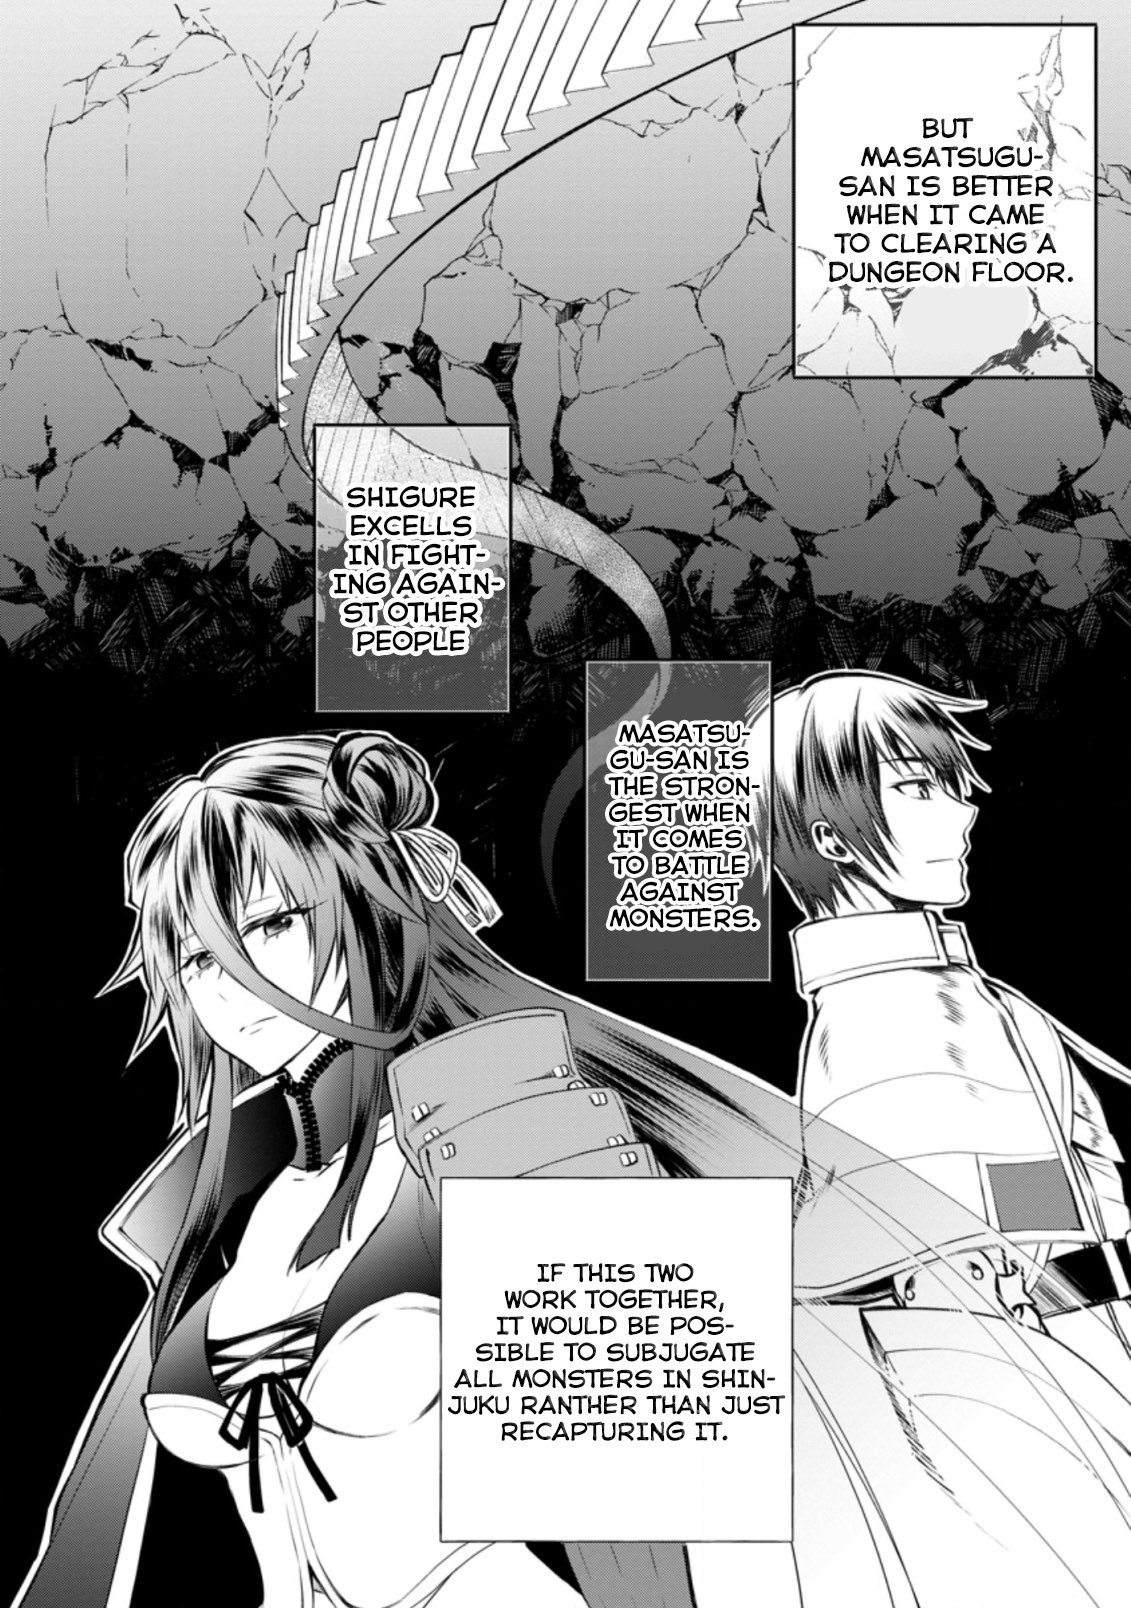 BUT
MASATSUGU-
SAN IS BETTER
WHEN IT CAME
TO CLEARING A
DUNGEON FLOOR.
SHIGURE
EXCELLS
IN FIGHT-
ING AGAIN-
ST OTHER
PEOPLE
MASATSU-
GU-SAN IS
THE STRON-
GEST WHEN
IT COMES
TO BATTLE
AGAINST
MONSTERS.
IF THIS TWO
WORK TOGETHER,
IT WOULD BE POS-
SIBLE TO SUBJUGATE
ALL MONSTERS IN SHIN-
JUKU RANTHER THAN JUST
RECAPTURING IT.